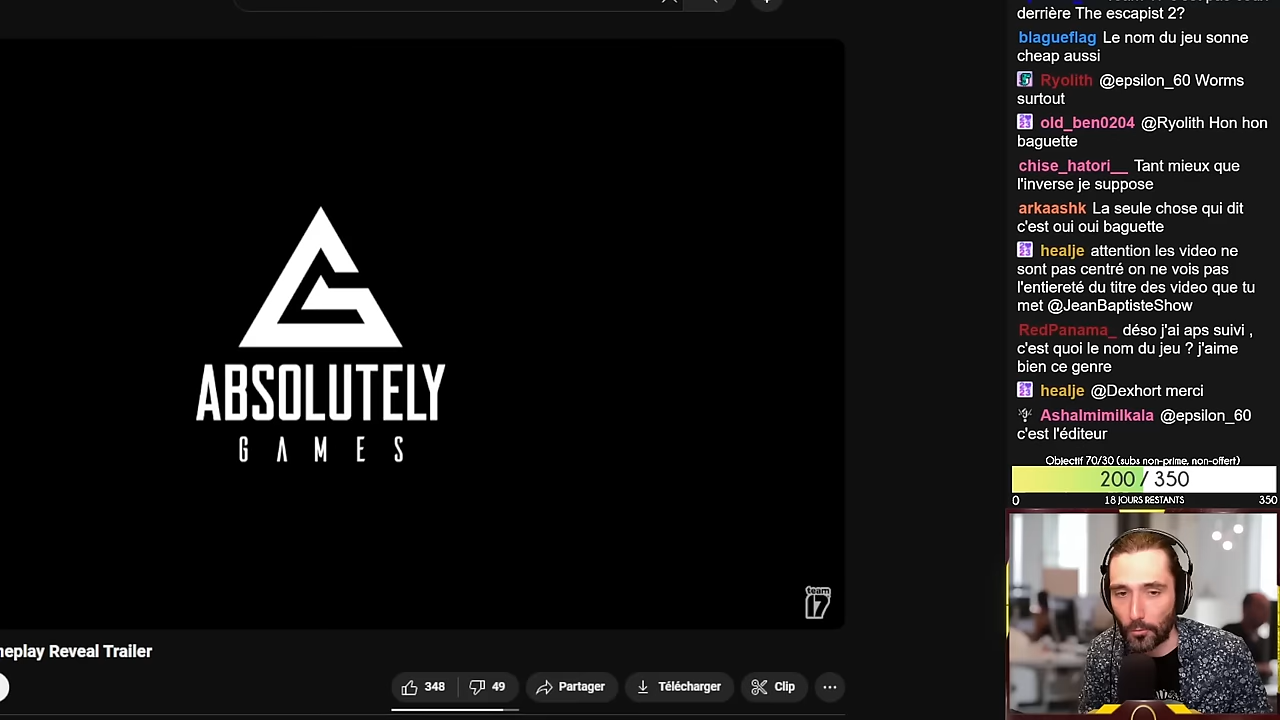 ABSOLUTELY
GAMES
team
17
neplay Reveal Trailer
348
49
Partager
Télécharger
Clip
derrière The escapist 2?
blagueflag Le nom du jeu sonne
cheap aussi
Ryolith @epsilon_60 Worms
surtout
old_ben0204 @Ryolith Hon hon
baguette
chise_hatori__ Tant mieux que
l'inverse je suppose
arkaashk La seule chose qui dit
c'est oui oui baguette
healje attention les video ne
sont pas centré on ne vois pas
l'entiereté du titre des video que tu
met @JeanBaptisteShow
RedPanama_ déso j'ai aps suivi ,
c'est quoi le nom du jeu ? j'aime
bien ce genre
healje @Dexhort merci
Ashalmimilkala @epsilon_60
c'est l'éditeur
Objectif 70/30 (subs non-prime, non-offert)
200 / 350
0 18 JOURS RESTANTS 350